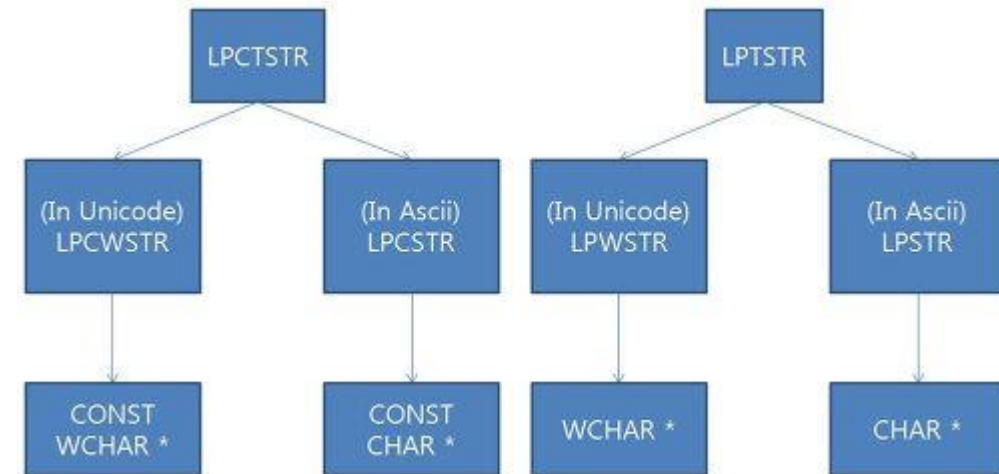 LPCTSTR
LPTSTR
(In Unicode)
LPCWSTR
(In Ascii)
LPCSTR
(In Unicode)
LPWSTR
(In Ascii)
LPSTR
CONST
WCHAR *
CONST
CHAR *
WCHAR *
CHAR *